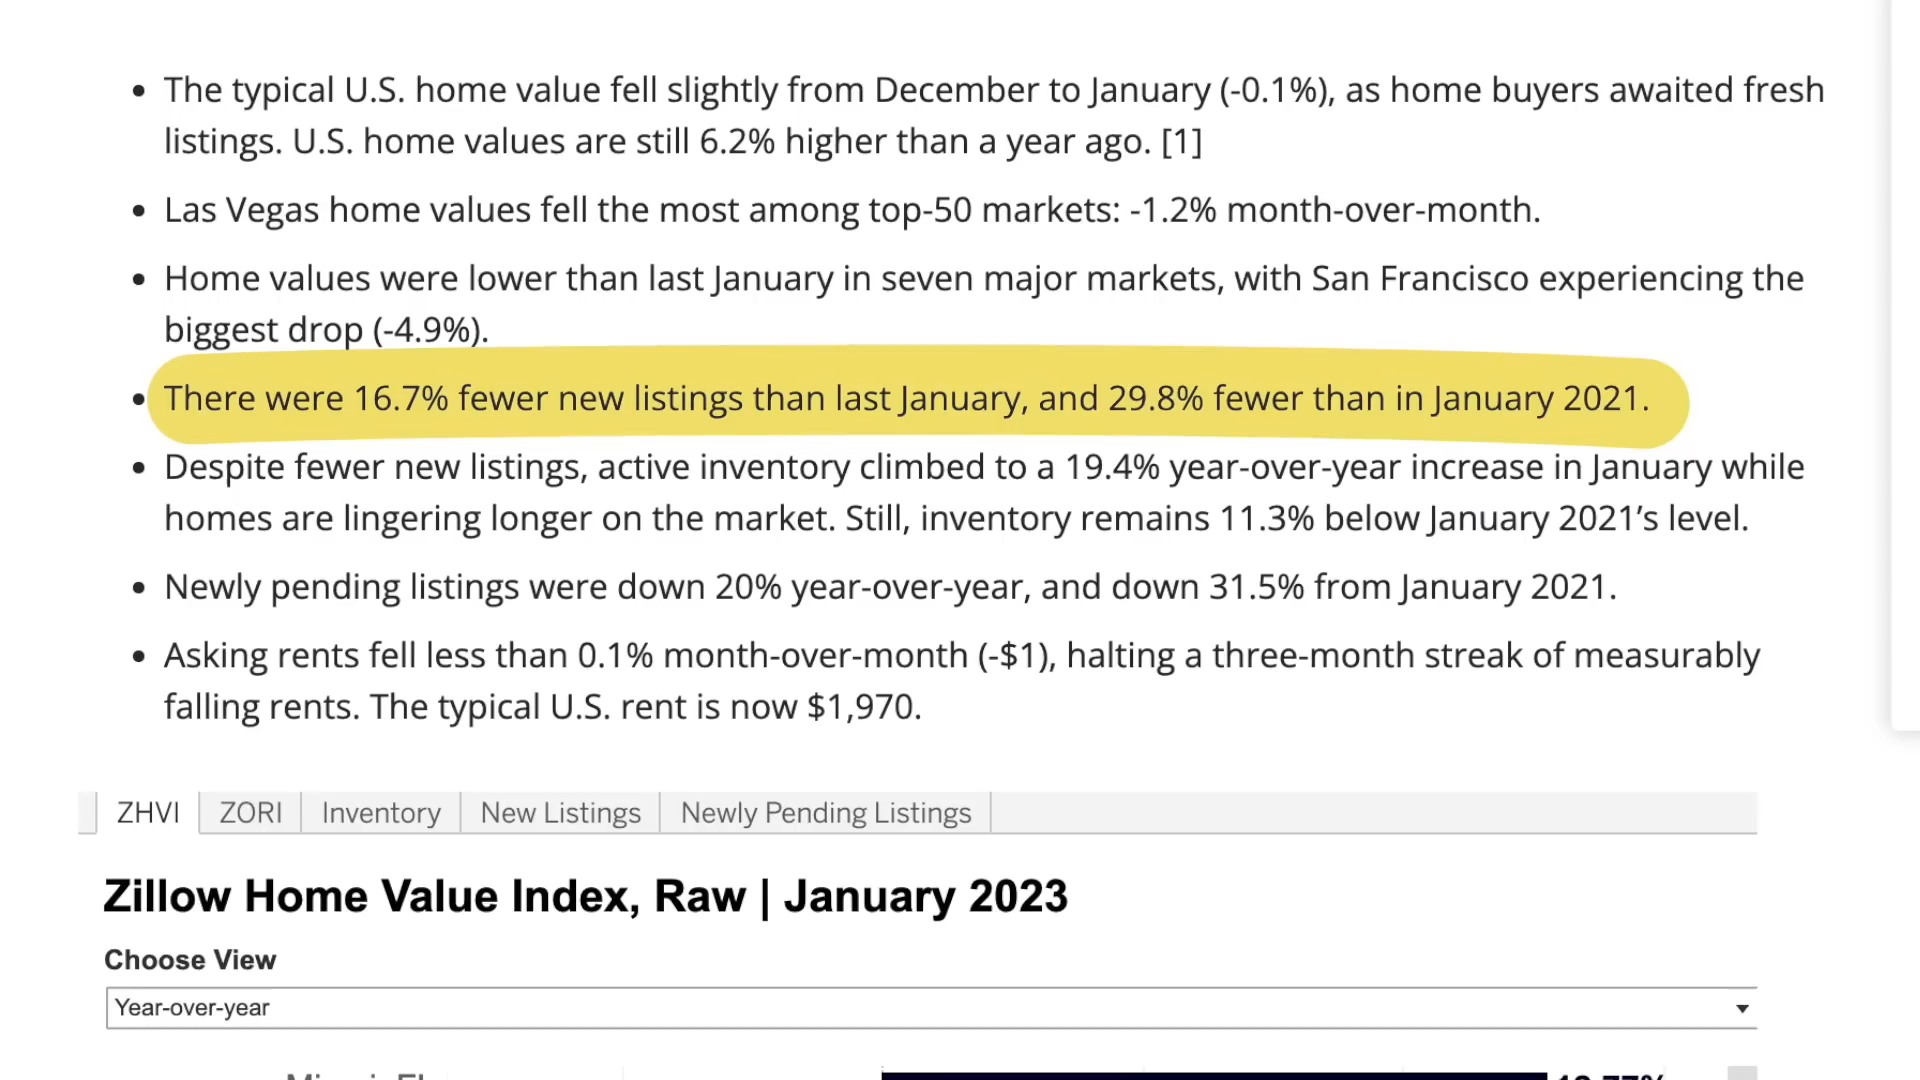 The typical U.S. home value fell slightly from December to January (-0.1%), as home buyers awaited fresh
listings. U.S. home values are still 6.2% higher than a year ago. [1]
Las Vegas home values fell the most among top-50 markets: -1.2% month-over-month.
Home values were lower than last January in seven major markets, with San Francisco experiencing the
biggest drop (-4.9%).
There were 16.7% fewer new listings than last January, and 29.8% fewer than in January 2021.
Despite fewer new listings, active inventory climbed to a 19.4% year-over-year increase in January while
homes are lingering longer on the market. Still, inventory remains 11.3% below January 2021’s level.
Newly pending listings were down 20% year-over-year, and down 31.5% from January 2021.
Asking rents fell less than 0.1% month-over-month (-$1), halting a three-month streak of measurably
falling rents. The typical U.S. rent is now $1,970.
ZHVI ZORI Inventory New Listings Newly Pending Listings
Zillow Home Value Index, Raw | January 2023
Choose View
Year-over-year